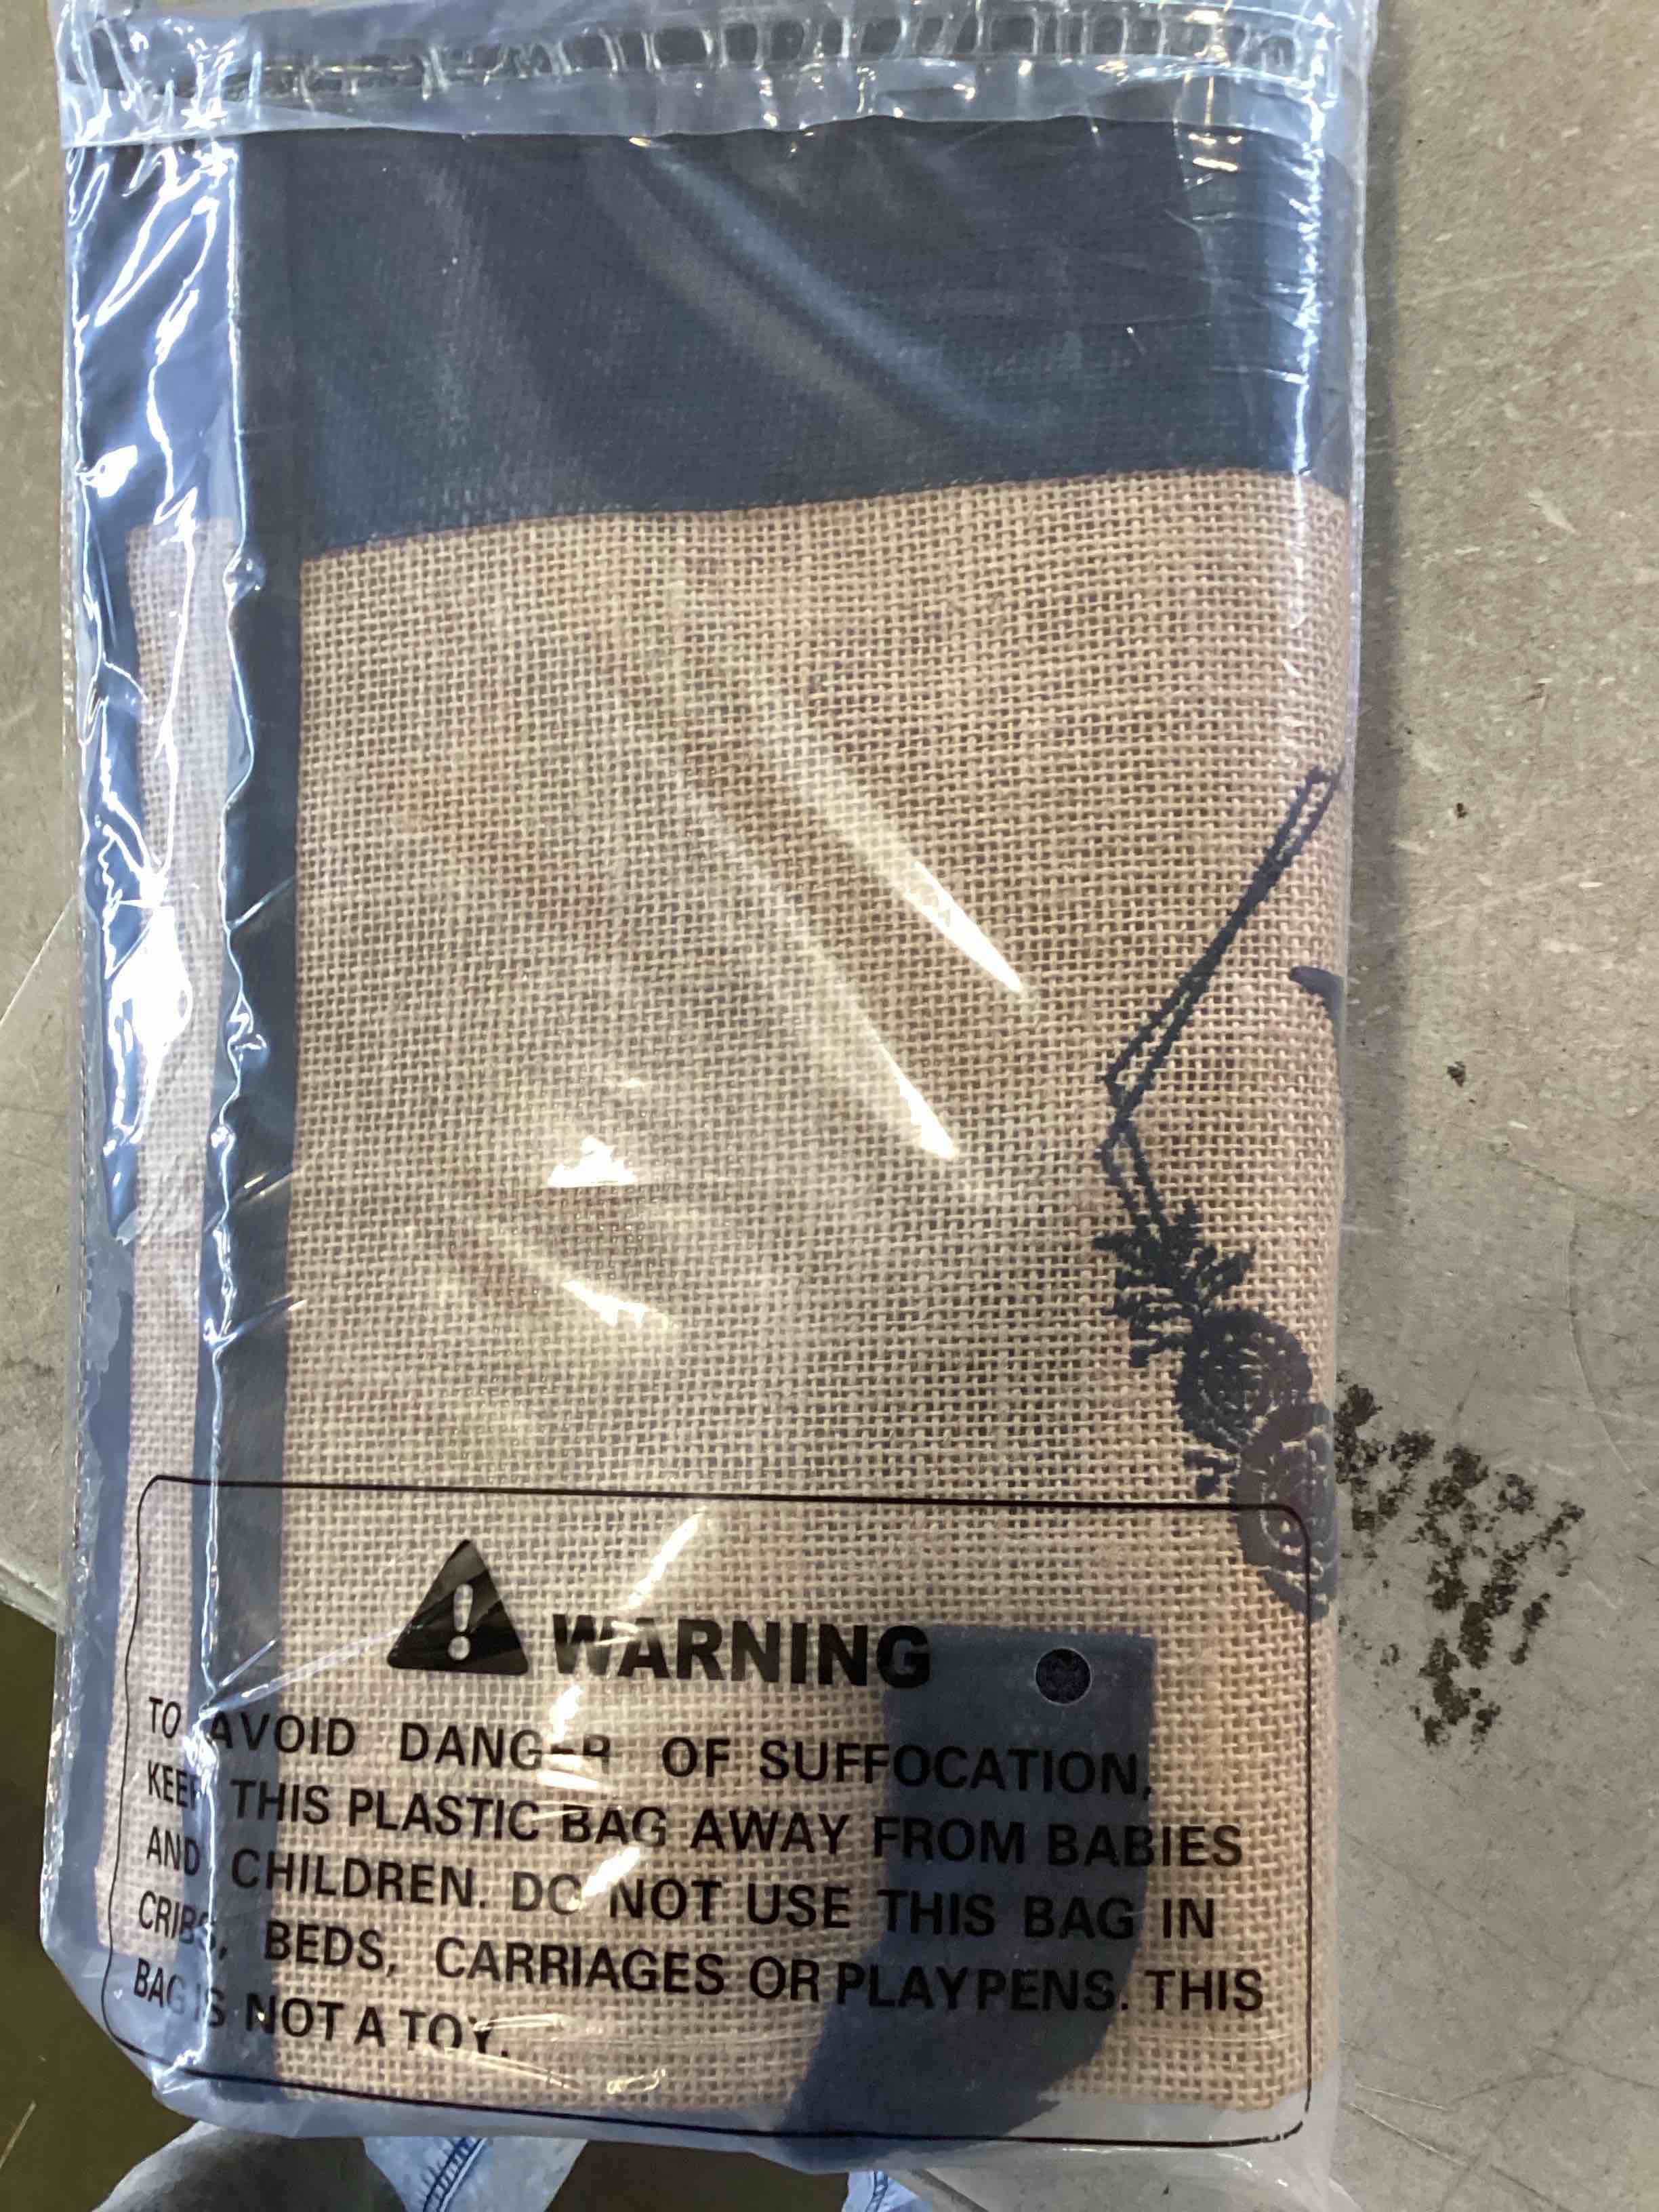 WARNING
TO AVOID DANGER OF SUFFOCATION,
KEEP THIS PLASTIC BAG AWAY FROM BABIES
AND CHILDREN. DO NOT USE THIS BAG IN
CRIBS, BEDS, CARRIAGES OR PLAYPENS. THIS
BAG IS NOT A TOY.